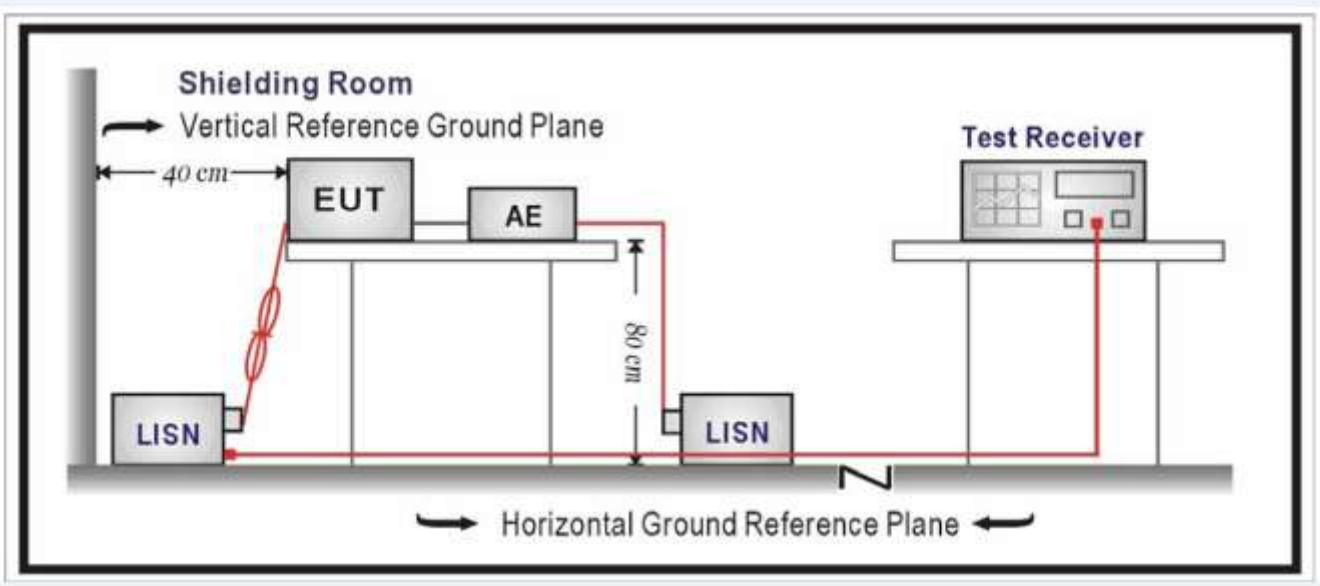 Shielding Room
Vertical Reference Ground Plane
Test Receiver
40 cm
EUT
AE
80 cm
LISN
LISN
Horizontal Ground Reference Plane